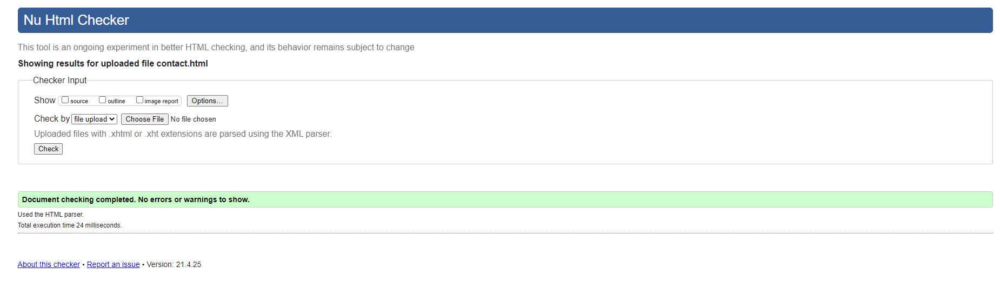 Nu Html Checker
This tool is an ongoing experiment in better HTML checking, and its behavior remains subject to change
Showing results for uploaded file contact.html
Checker Input
Show source outline image report Options...
Check by file upload Choose File No file chosen
Uploaded files with .xhtml or .xht extensions are parsed using the XML parser.
Check
Document checking completed. No errors or warnings to show.
Used the HTML parser.
Total execution time 24 milliseconds.
About this checker • Report an issue • Version: 21.4.25